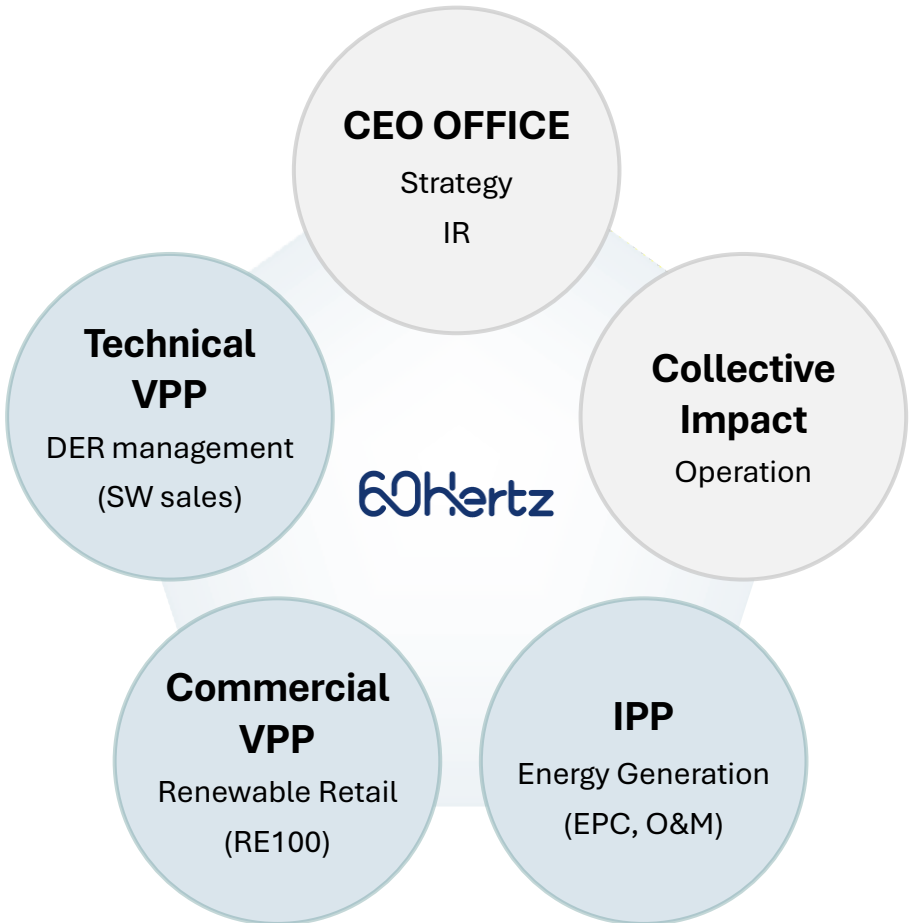 CEO OFFICE
Strategy
IR
Technical
VPP
DER management
(SW sales)
Collective
Impact
Operation
60Hertz
Commercial
VPP
Renewable Retail
(RE100)
IPP
Energy Generation
(EPC, O&M)